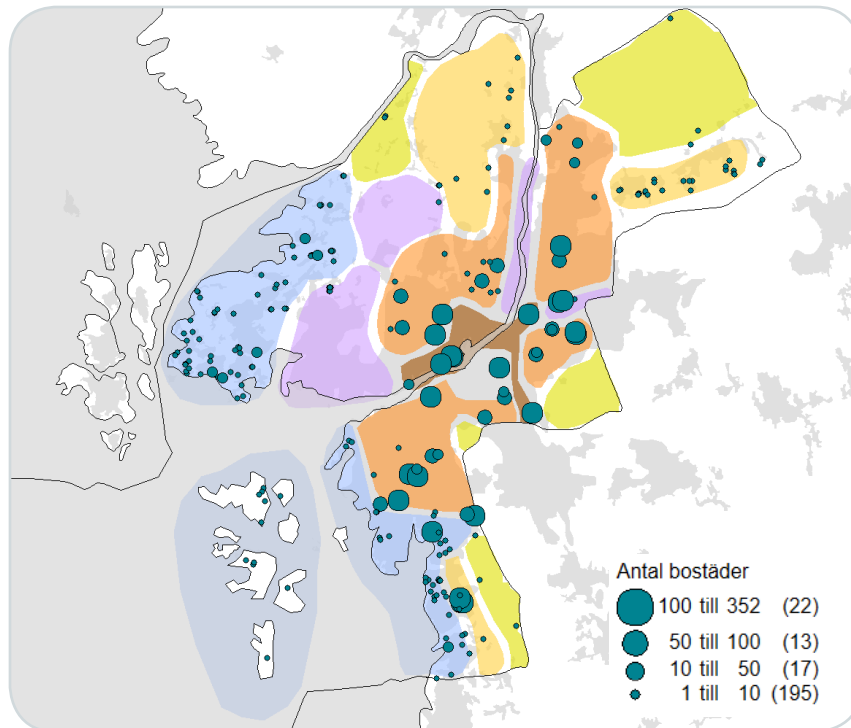 Antal bostäder
100 till 352 (22)
50 till 100 (13)
10 till 50 (17)
1 till 10 (195)